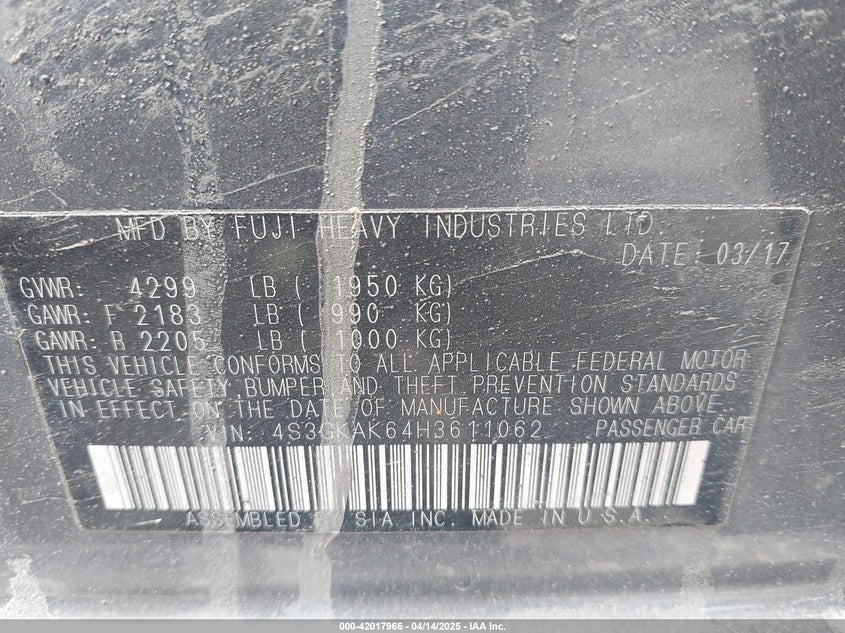 MFD BY FUJI HEAVY INDUSTRIES LTD.
DATE: 03/17
GVWR: 4299 LB ( 1950 KG)
GAWR: F 2183 LB ( 990 KG)
GAWR: R 2205 LB ( 1000 KG)
THIS VEHICLE CONFORMS TO ALL APPLICABLE FEDERAL MOTOR
VEHICLE SAFETY, BUMPER AND THEFT PREVENTION STANDARDS
IN EFFECT ON THE DATE OF MANUFACTURE SHOWN ABOVE.
VIN: 4S3GKAK64H3611062 PASSENGER CAR
ASSEMBLED BY SIA INC. MADE IN U.S.A.
000-42017966 - 04/14/2025 - IAA Inc.